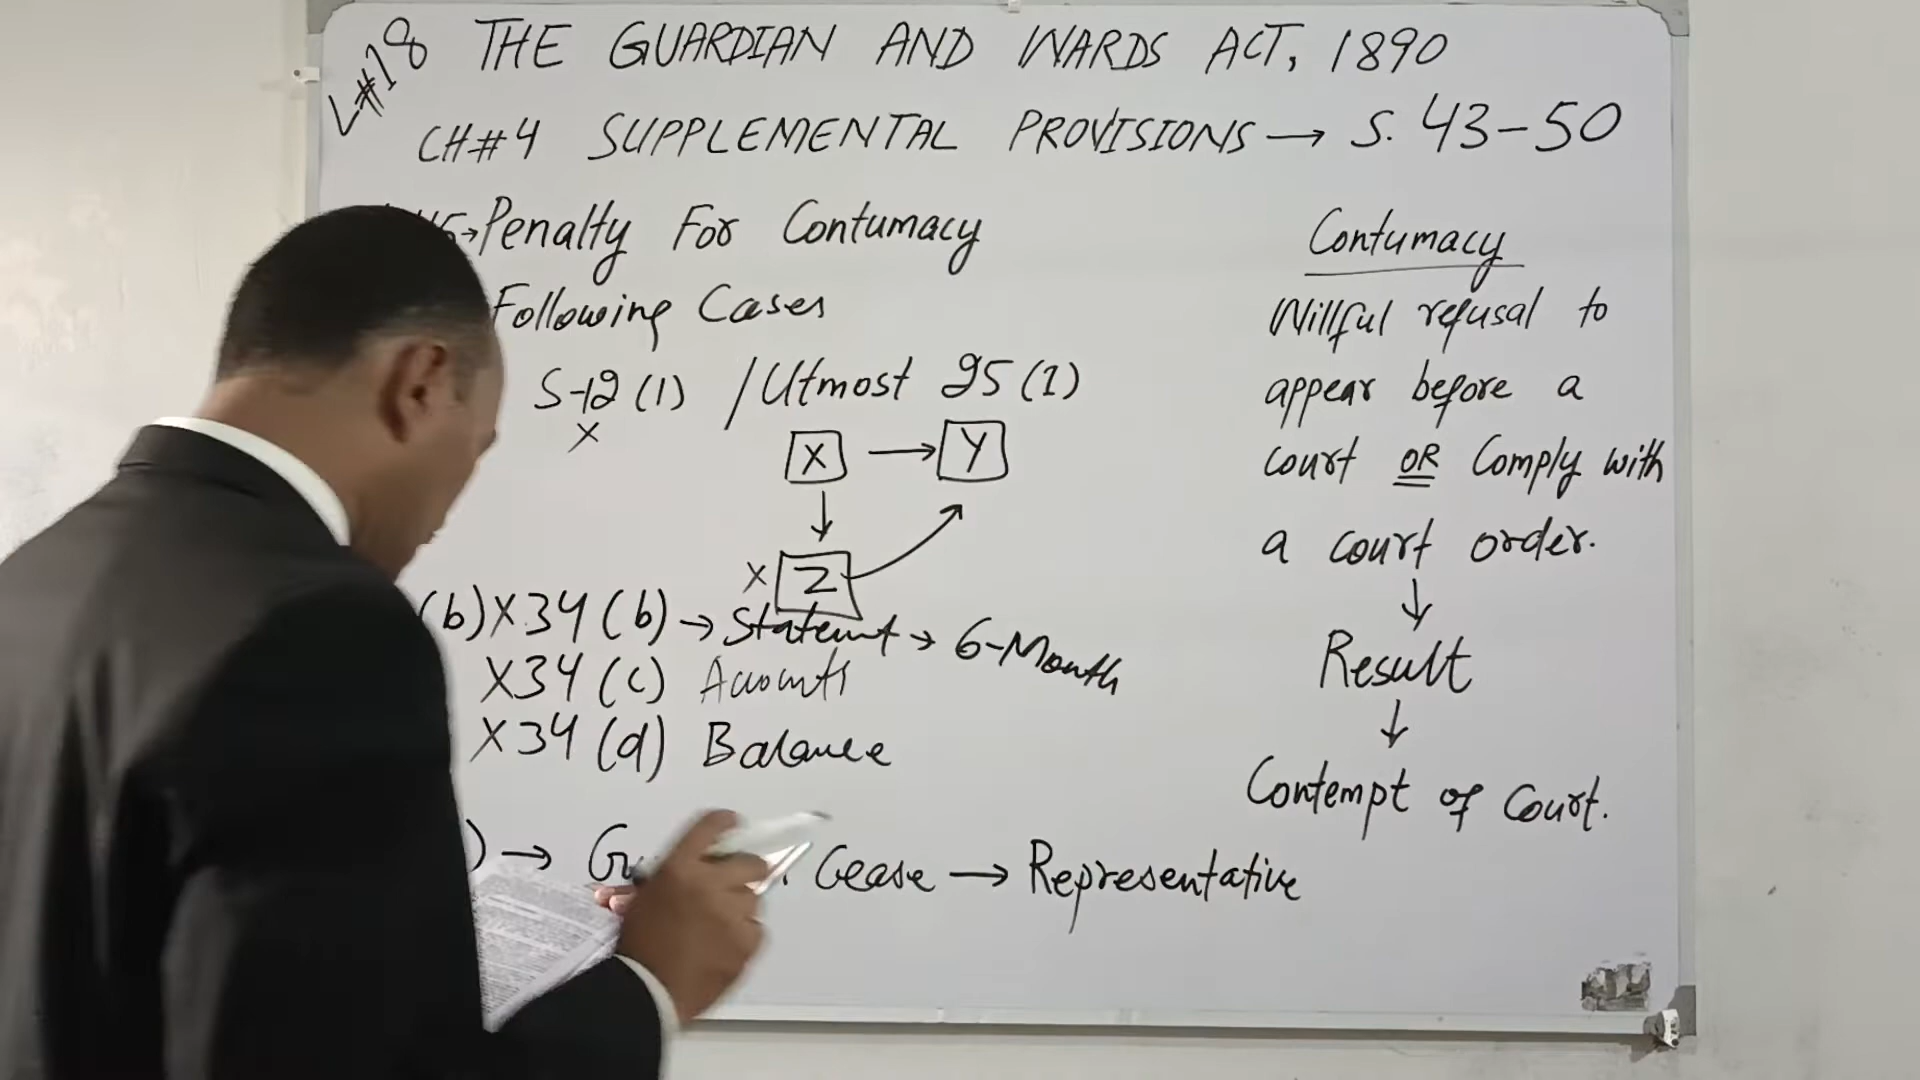 L#18 THE GUARDIAN AND WARDS ACT, 1890
CH#4 SUPPLEMENTAL PROVISIONS → S. 43-50
Penalty For Contumacy
Following Cases
S-12 (1) / Utmost 25 (1)
X
X → Y
↓
X Z
(b) X 34 (b) → Statemt → 6-Month
X 34 (c) Accounts
X 34 (d) Balance
) → Cease → Representative
Contumacy
Willful refusal to
appear before a
court OR Comply with
a court order.
↓
Result
↓
Contempt of Court.